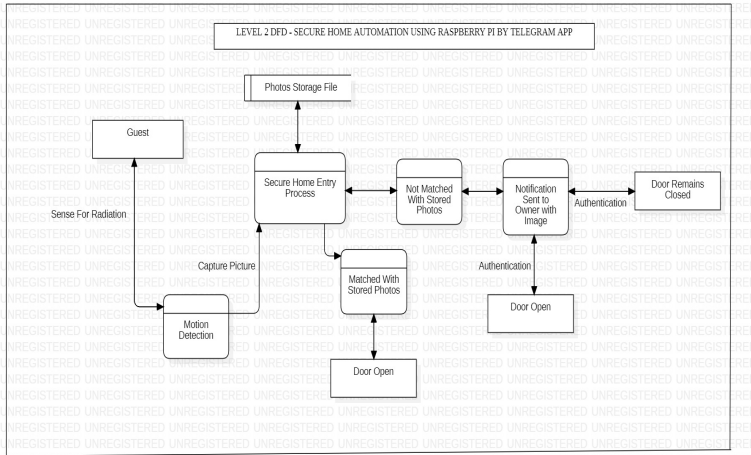 LEVEL 2 DFD - SECURE HOME AUTOMATION USING RASPBERRY PI BY TELEGRAM APP
Photos Storage File
Guest
Secure Home Entry
Process
Not Matched
With Stored
Photos
Notification
Sent to
Owner with
Image
Authentication
Door Remains
Closed
Sense For Radiation
Capture Picture
Matched With
Stored Photos
Authentication
Motion
Detection
Door Open
Door Open